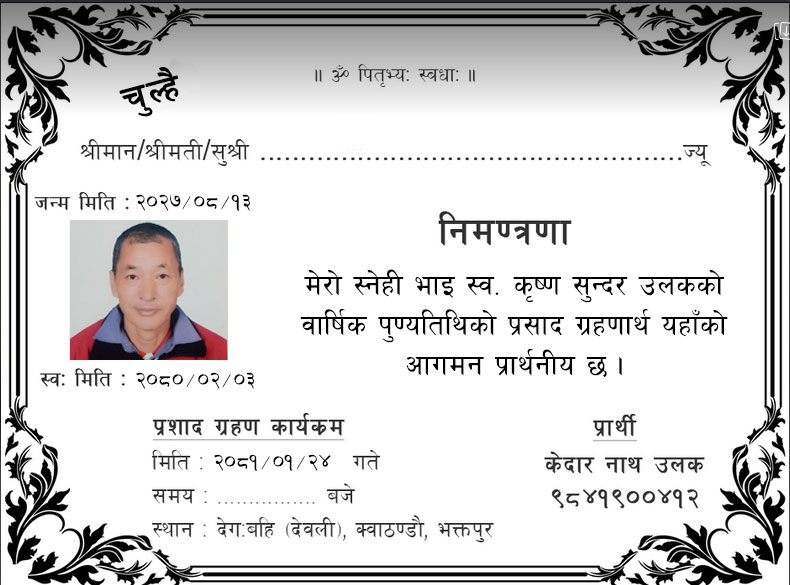 ॥ ॐ पितृभ्यः स्वधाः ॥
चुल्है
श्रीमान/श्रीमती/सुश्री .....................................................ज्यू
जन्म मिति : २०२७/०८/१३
निमण्त्रणा
मेरो स्नेही भाइ स्व. कृष्ण सुन्दर उलकको
वार्षिक पुण्यतिथिको प्रसाद ग्रहणार्थ यहाँको
आगमन प्रार्थनीय छ ।
स्वः मिति : २०८०/०२/०३
प्रशाद ग्रहण कार्यक्रम
मिति : २०८१/०१/२४ गते
समय : ................ बजे
स्थान : देगःबहि (देवली), क्वाठण्डौ, भक्तपुर
प्रार्थी
केदार नाथ उलक
९८४१९००४१२